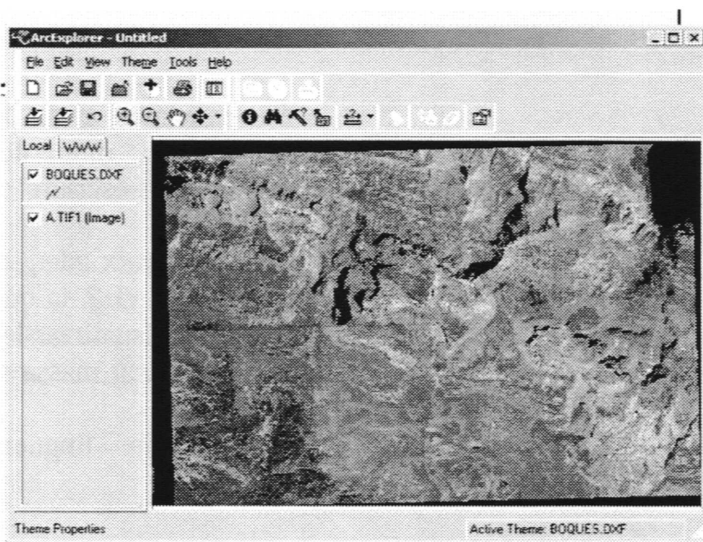 ArcExplorer - Untitled
File Edit View Theme Tools Help
Local WWW
BOQUES.DXF
A.TIF1 (Image)
Theme Properties
Active Theme: BOQUES.DXF